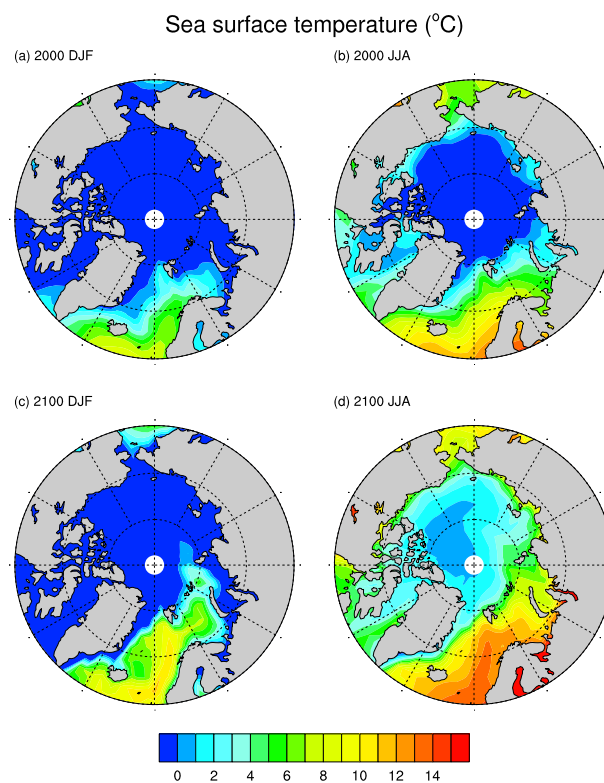 Sea surface temperature (°C)
(a) 2000 DJF
(b) 2000 JJA
(c) 2100 DJF
(d) 2100 JJA
0 2 4 6 8 10 12 14